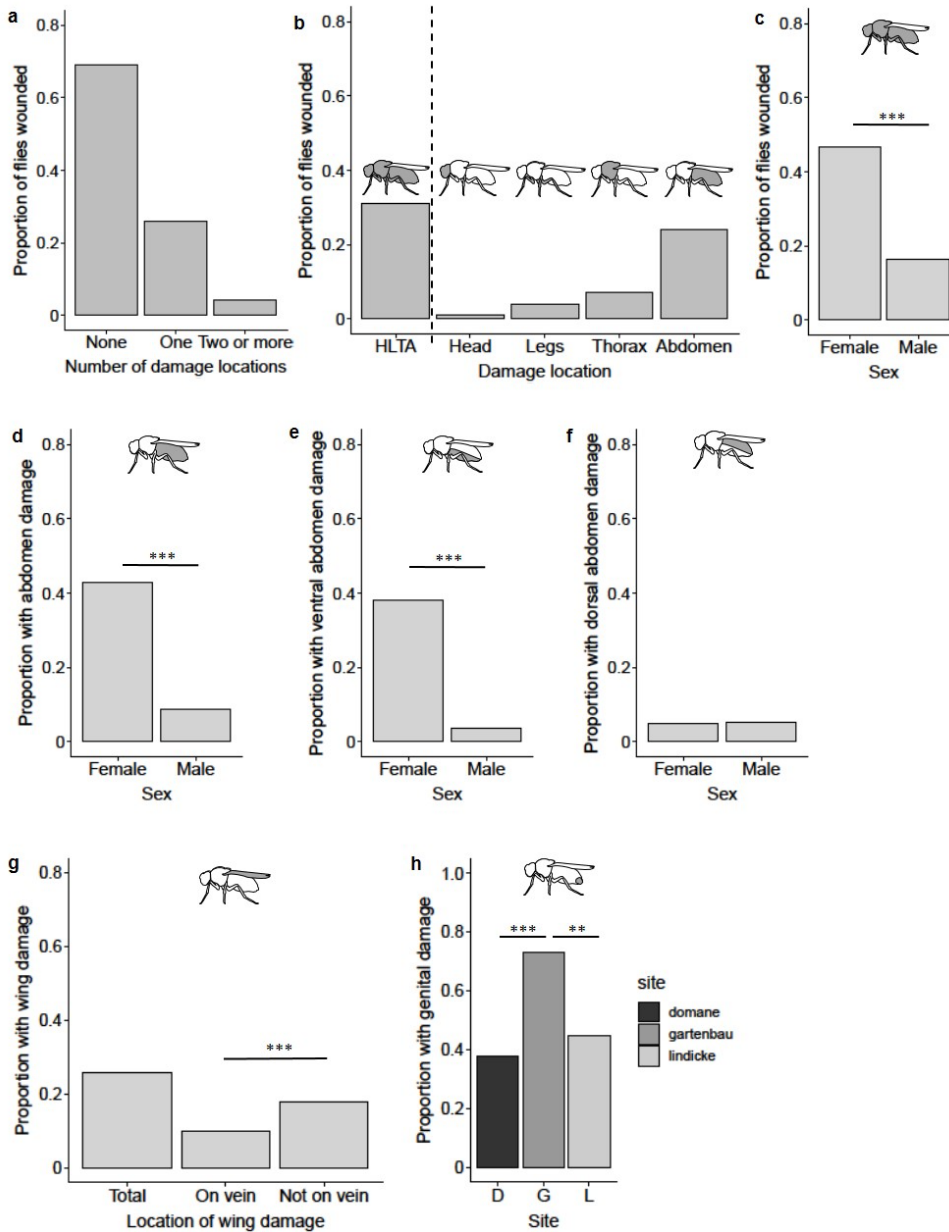 a
Proportion of flies wounded
0.8
0.6
0.4
0.2
0
None One Two or more
Number of damage locations
b
Proportion of flies wounded
0.8
0.6
0.4
0.2
0
HLTA Head Legs Thorax Abdomen
Damage location
c
Proportion of flies wounded
0.8
0.6
0.4
0.2
0
***
Female Male
Sex
d
Proportion with abdomen damage
0.8
0.6
0.4
0.2
0
***
Female Male
Sex
e
Proportion with ventral abdomen damage
0.8
0.6
0.4
0.2
0
***
Female Male
Sex
f
Proportion with dorsal abdomen damage
0.8
0.6
0.4
0.2
0
Female Male
Sex
g
Proportion with wing damage
0.8
0.6
0.4
0.2
0
***
Total On vein Not on vein
Location of wing damage
h
Proportion with genital damage
1.0
0.8
0.6
0.4
0.2
0
*** **
D G L
Site
site
domane
gartenbau
lindicke